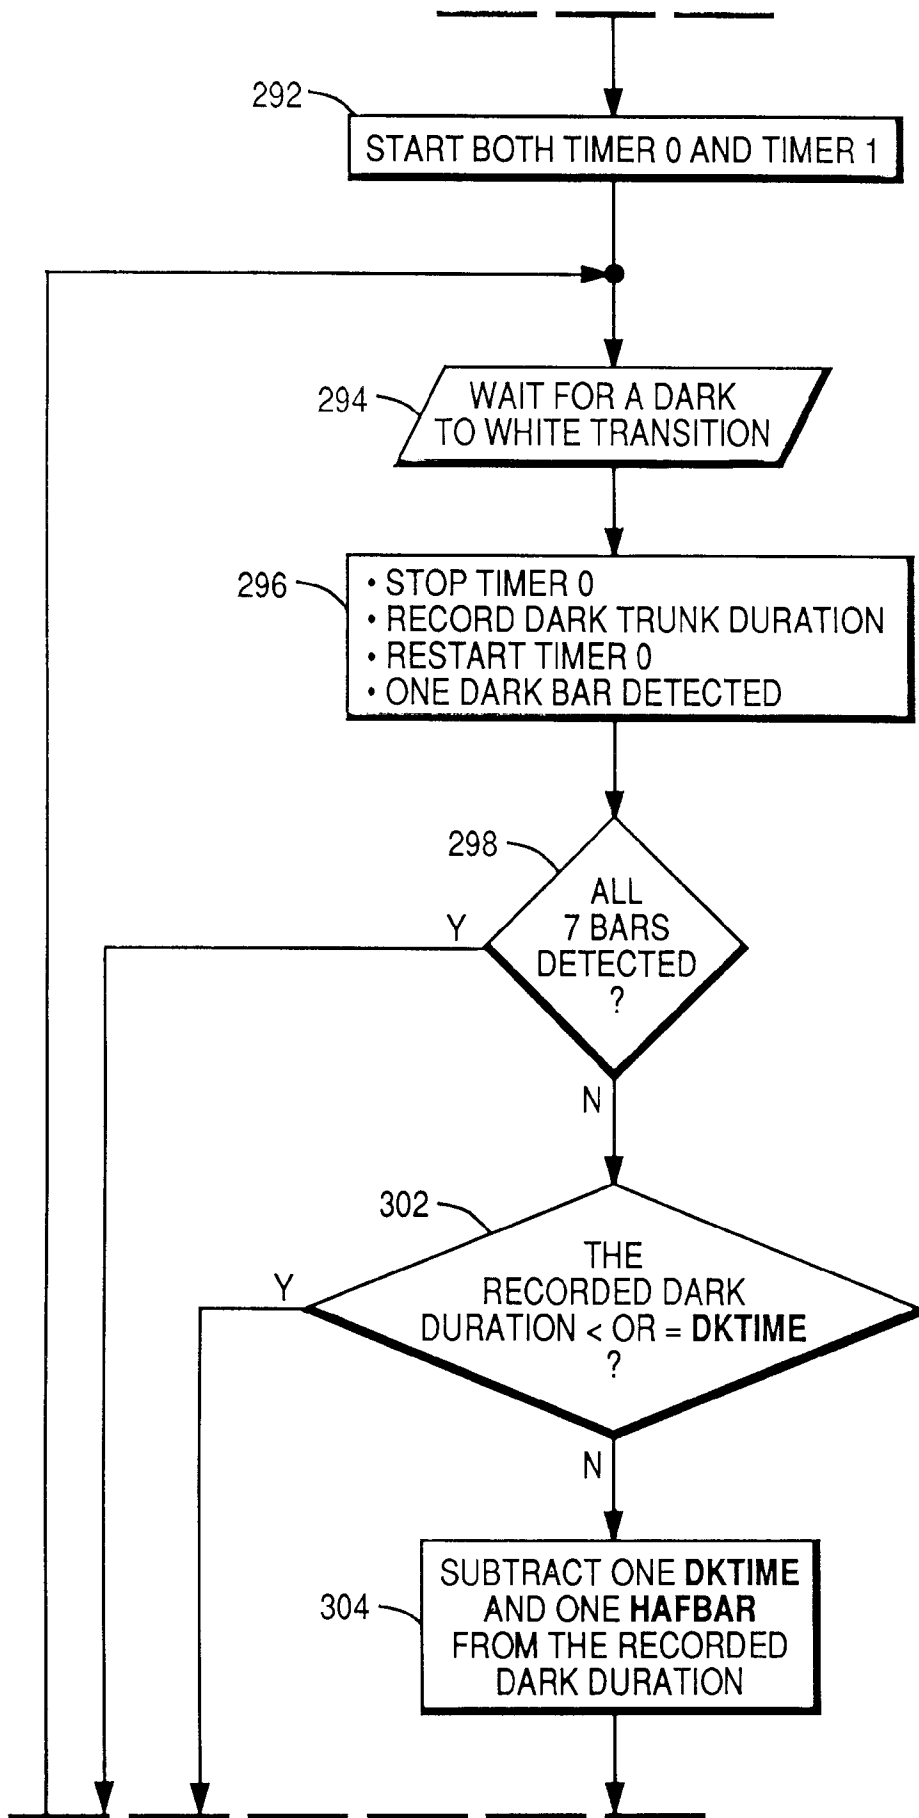 292
START BOTH TIMER 0 AND TIMER 1
294
WAIT FOR A DARK
TO WHITE TRANSITION
296
• STOP TIMER 0
• RECORD DARK TRUNK DURATION
• RESTART TIMER 0
• ONE DARK BAR DETECTED
298
ALL
7 BARS
DETECTED
?
Y
N
302
THE
RECORDED DARK
DURATION < OR = DKTIME
?
Y
N
304
SUBTRACT ONE DKTIME
AND ONE HAFBAR
FROM THE RECORDED
DARK DURATION